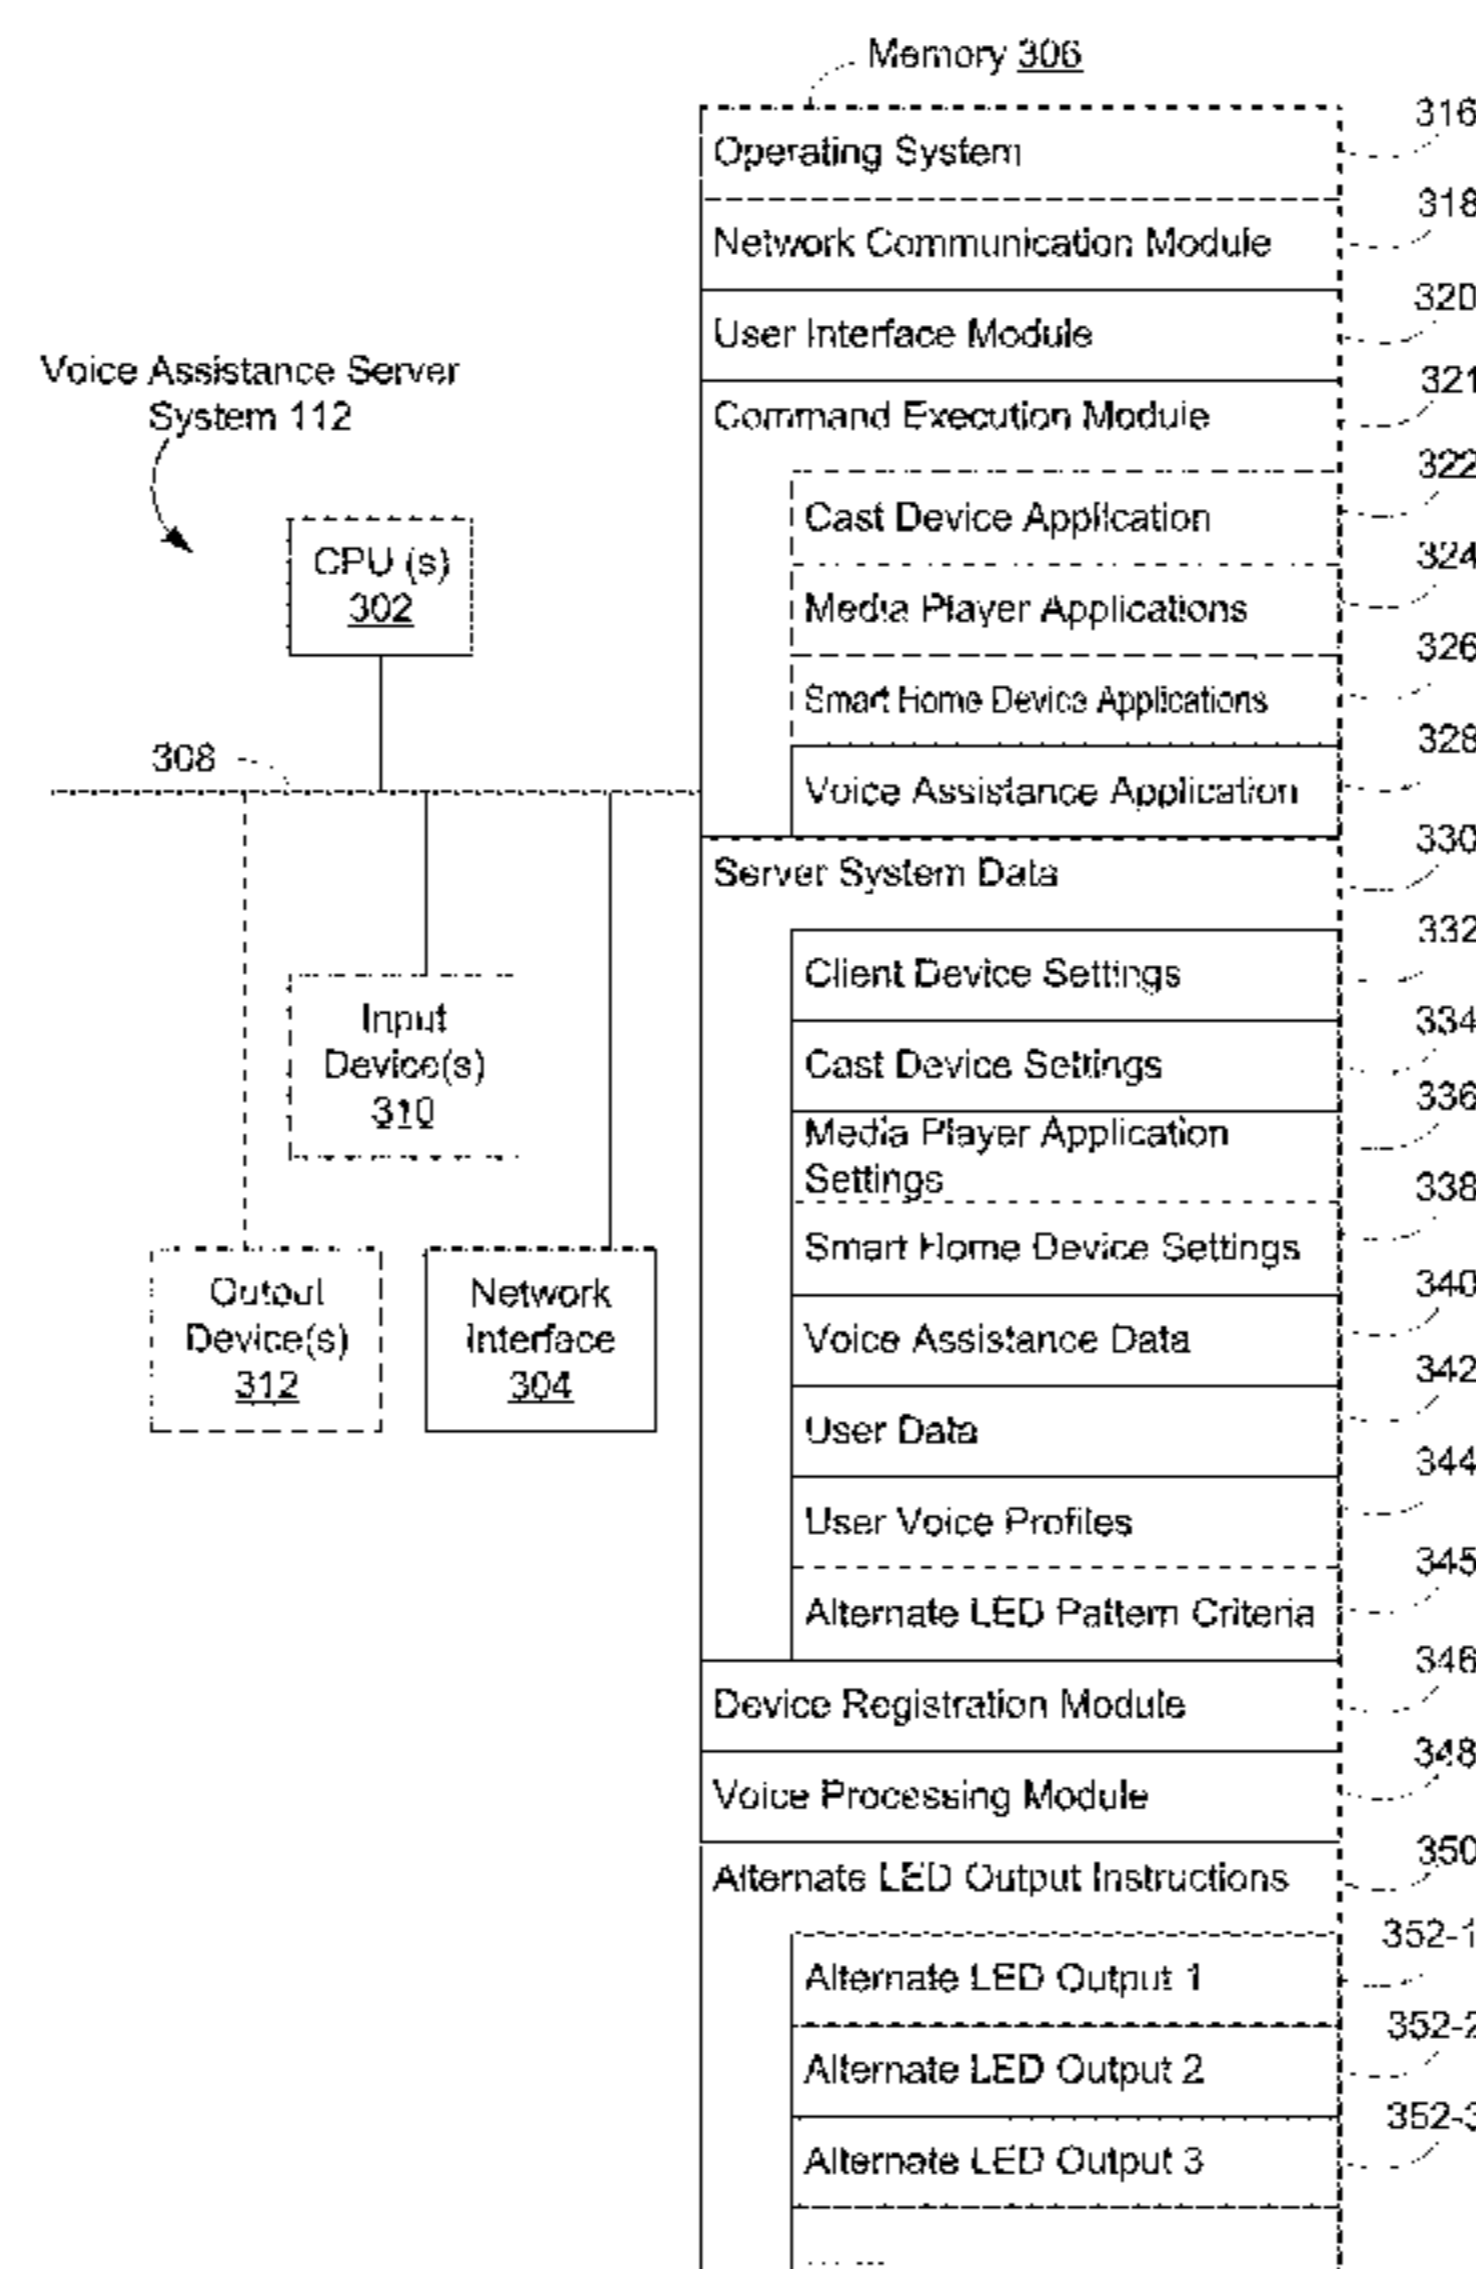 Memory 306
Operating System
316
Network Communication Module
318
User Interface Module
320
Command Execution Module
321
Cast Device Application
322
Media Player Applications
324
Smart Home Device Applications
326
Voice Assistance Application
328
Server System Data
330
Client Device Settings
332
Cast Device Settings
334
Media Player Application
Settings
336
Smart Home Device Settings
338
Voice Assistance Data
340
User Data
342
User Voice Profiles
344
Alternate LED Pattern Criteria
345
Device Registration Module
346
Voice Processing Module
348
Alternate LED Output Instructions
350
Alternate LED Output 1
352-1
Alternate LED Output 2
352-2
Alternate LED Output 3
352-3
... ...
Voice Assistance Server
System 112
CPU (s)
302
308
Input
Device(s)
310
Output
Device(s)
312
Network
Interface
304